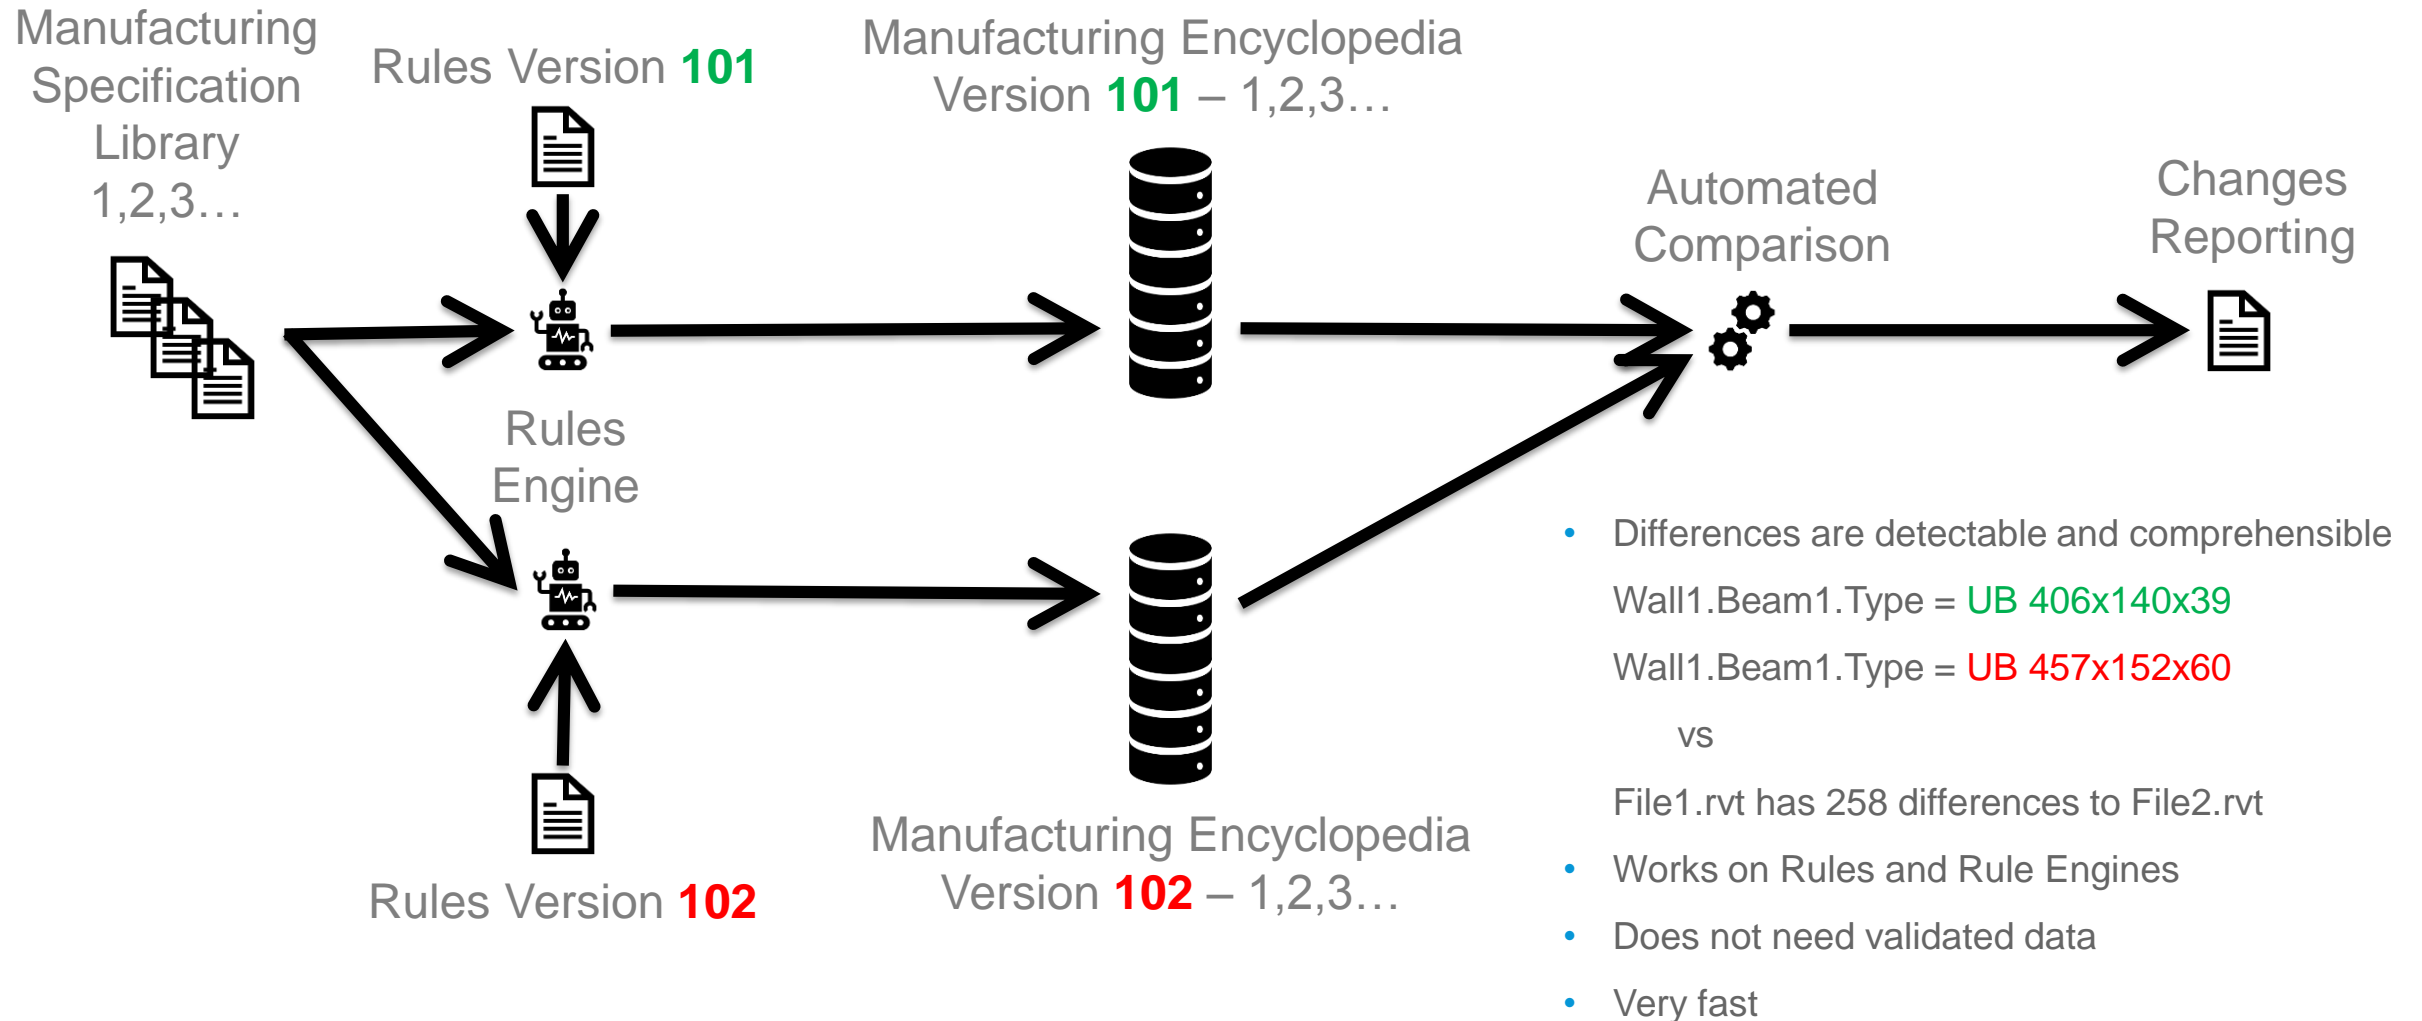 Manufacturing
Specification
Library
1,2,3…
Rules Version 101
Manufacturing Encyclopedia
Version 101 – 1,2,3…
Automated
Comparison
Changes
Reporting
Rules
Engine
Rules Version 102
Manufacturing Encyclopedia
Version 102 – 1,2,3…
• Differences are detectable and comprehensible
Wall1.Beam1.Type = UB 406x140x39
Wall1.Beam1.Type = UB 457x152x60
vs
File1.rvt has 258 differences to File2.rvt
• Works on Rules and Rule Engines
• Does not need validated data
• Very fast